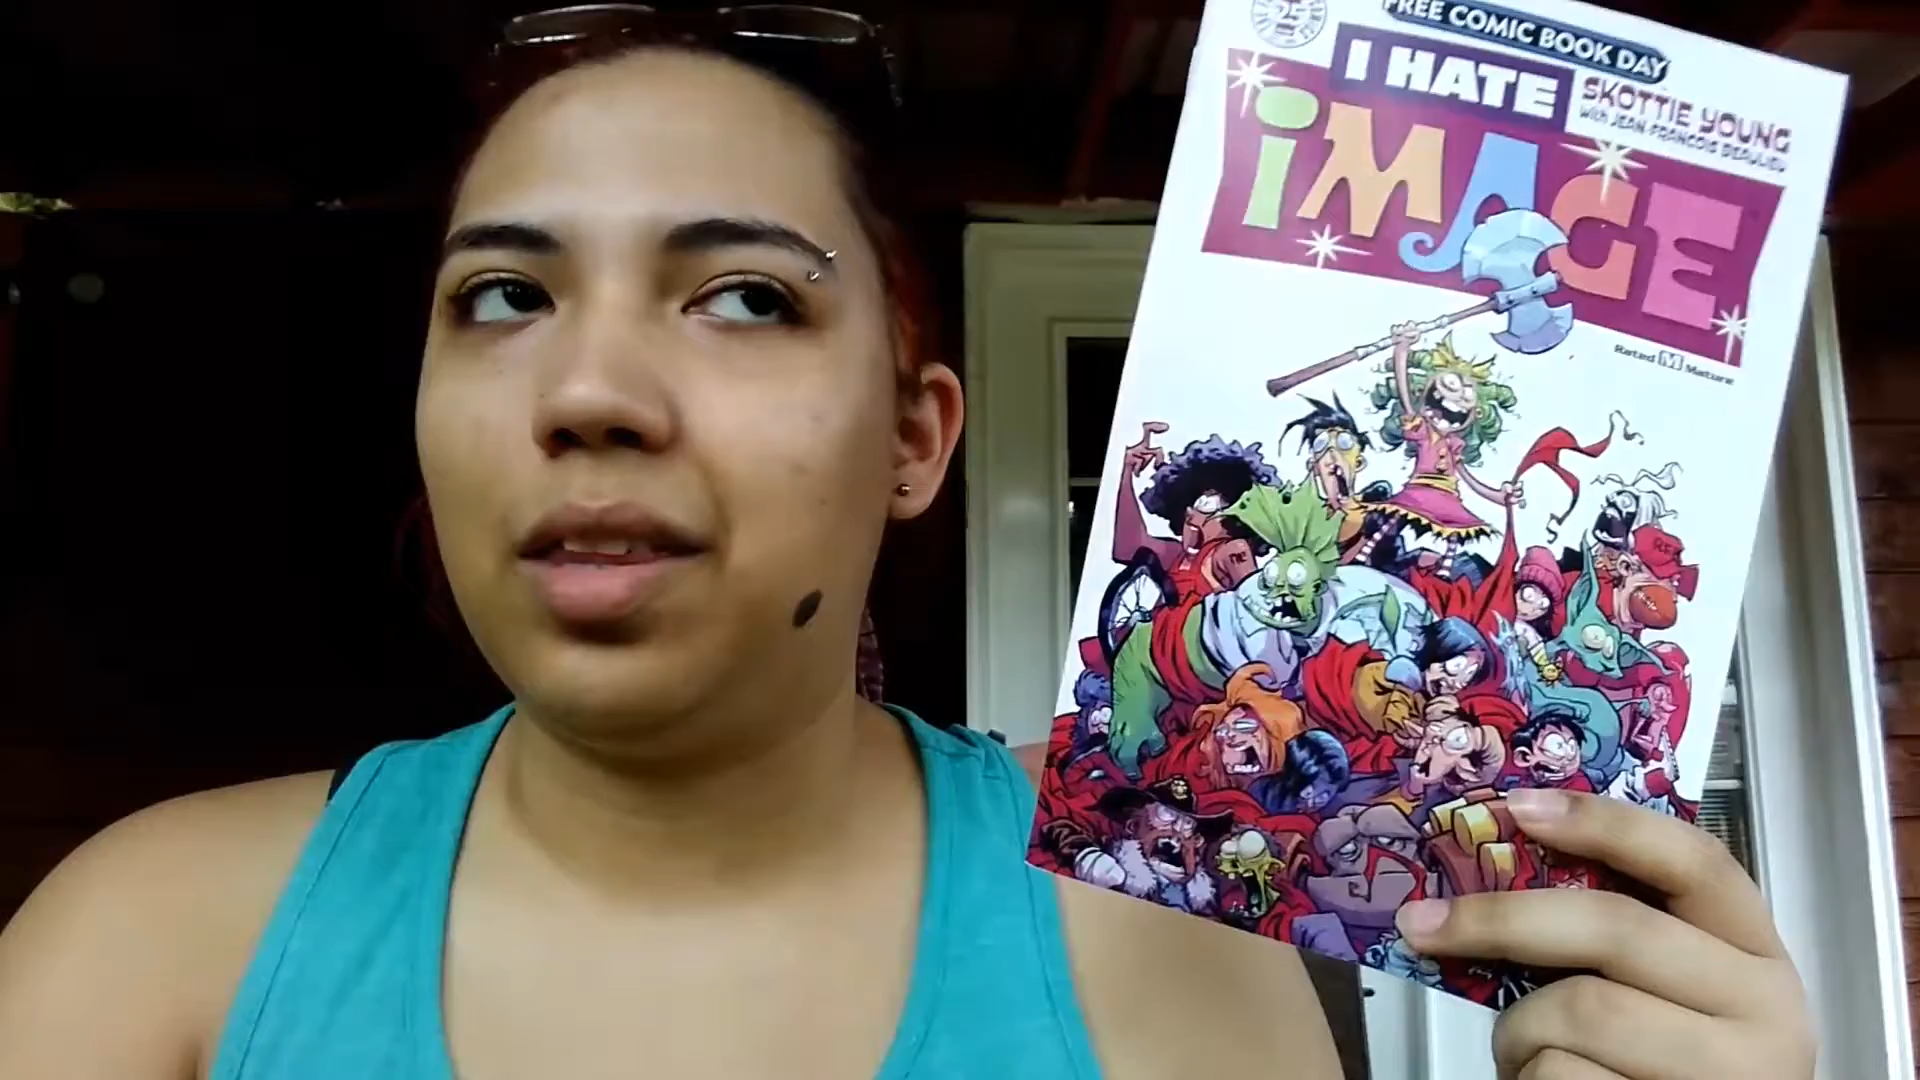 25
FREE COMIC BOOK DAY
I HATE
SKOTTIE YOUNG
with JEAN-FRANCOIS BEAULIEU
iMAGE
Rated M Mature